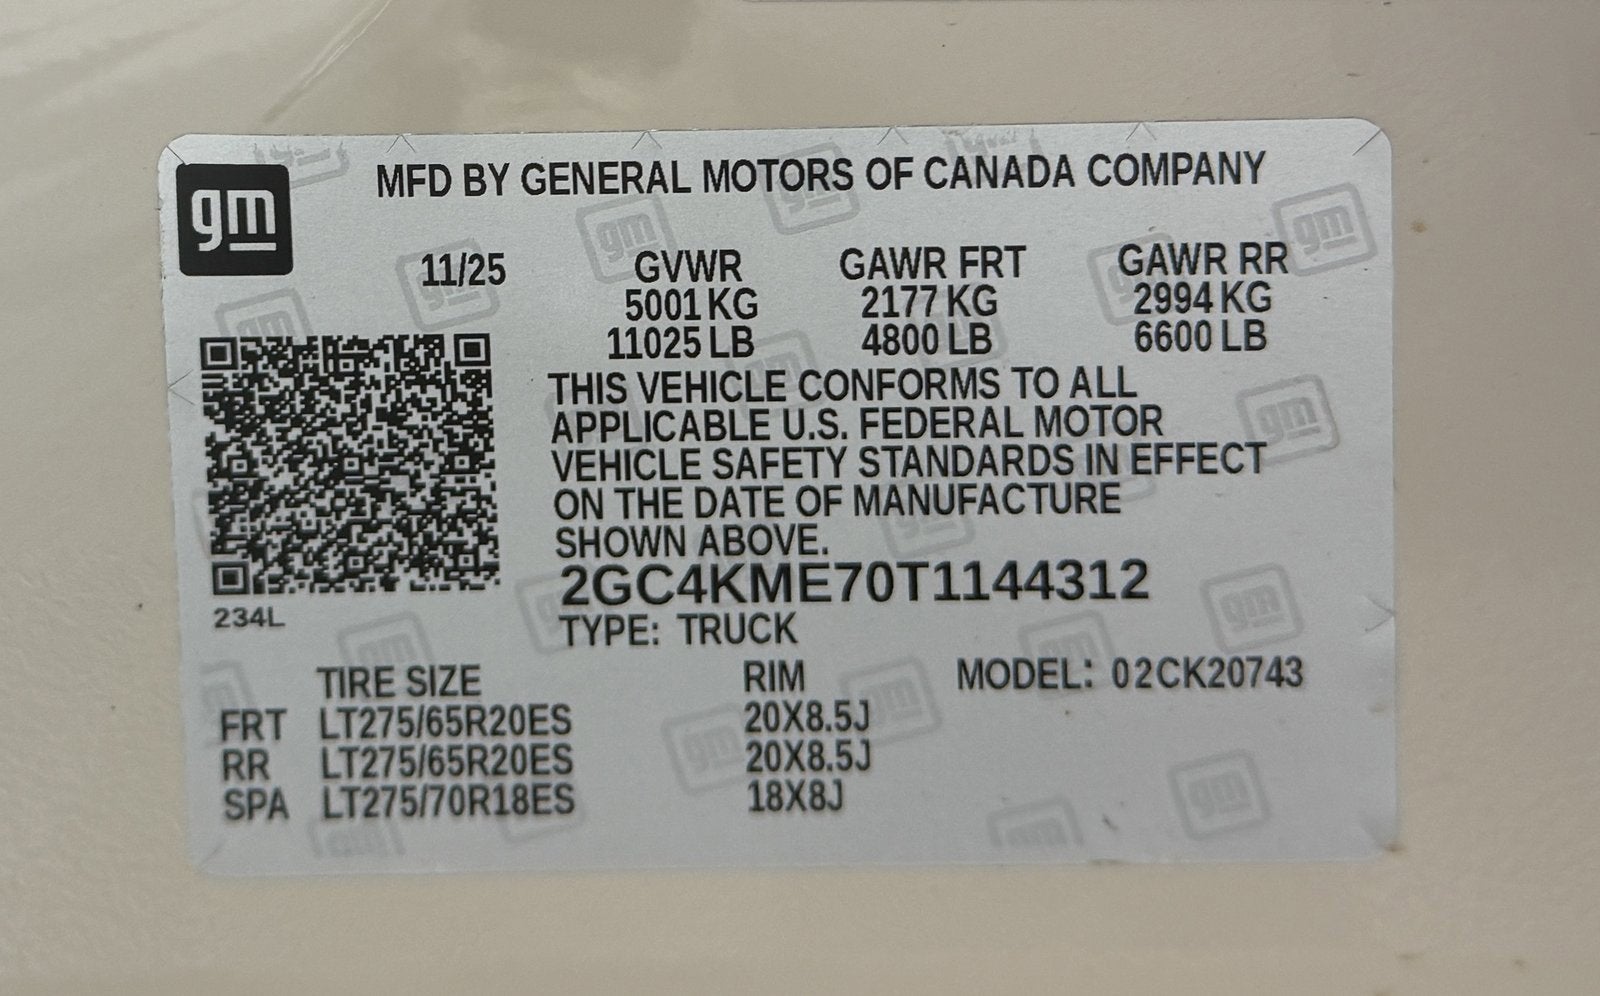 gm
MFD BY GENERAL MOTORS OF CANADA COMPANY
11/25 GVWR GAWR FRT GAWR RR
5001 KG 2177 KG 2994 KG
11025 LB 4800 LB 6600 LB
THIS VEHICLE CONFORMS TO ALL
APPLICABLE U.S. FEDERAL MOTOR
VEHICLE SAFETY STANDARDS IN EFFECT
ON THE DATE OF MANUFACTURE
SHOWN ABOVE.
2GC4KME70T1144312
234L
TYPE: TRUCK
TIRE SIZE RIM MODEL: 02CK20743
FRT LT275/65R20ES 20X8.5J
RR LT275/65R20ES 20X8.5J
SPA LT275/70R18ES 18X8J